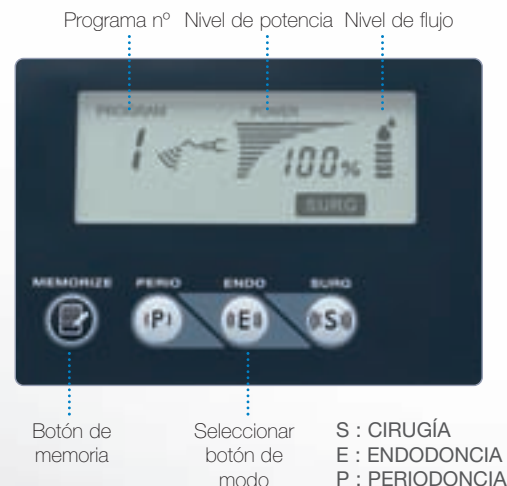 Programa nº Nivel de potencia Nivel de flujo
PROGRAM POWER
1 100%
SURG
MEMORIZE PERIO ENDO SURG
P E S
Botón de
memoria
Seleccionar
botón de
modo
S : CIRUGÍA
E : ENDODONCIA
P : PERIODONCIA